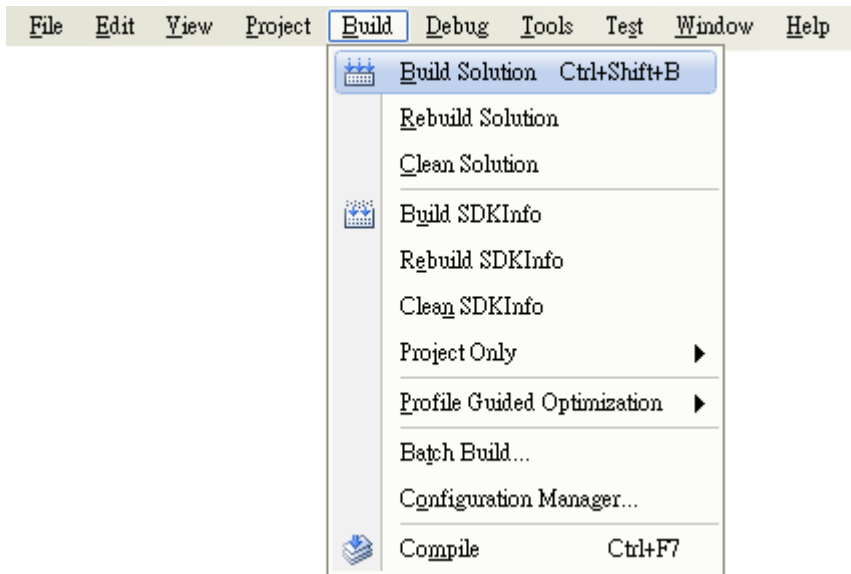 File Edit View Project Build Debug Tools Test Window Help
Build Solution Ctrl+Shift+B
Rebuild Solution
Clean Solution
Build SDKInfo
Rebuild SDKInfo
Clean SDKInfo
Project Only
Profile Guided Optimization
Batch Build...
Configuration Manager...
Compile Ctrl+F7